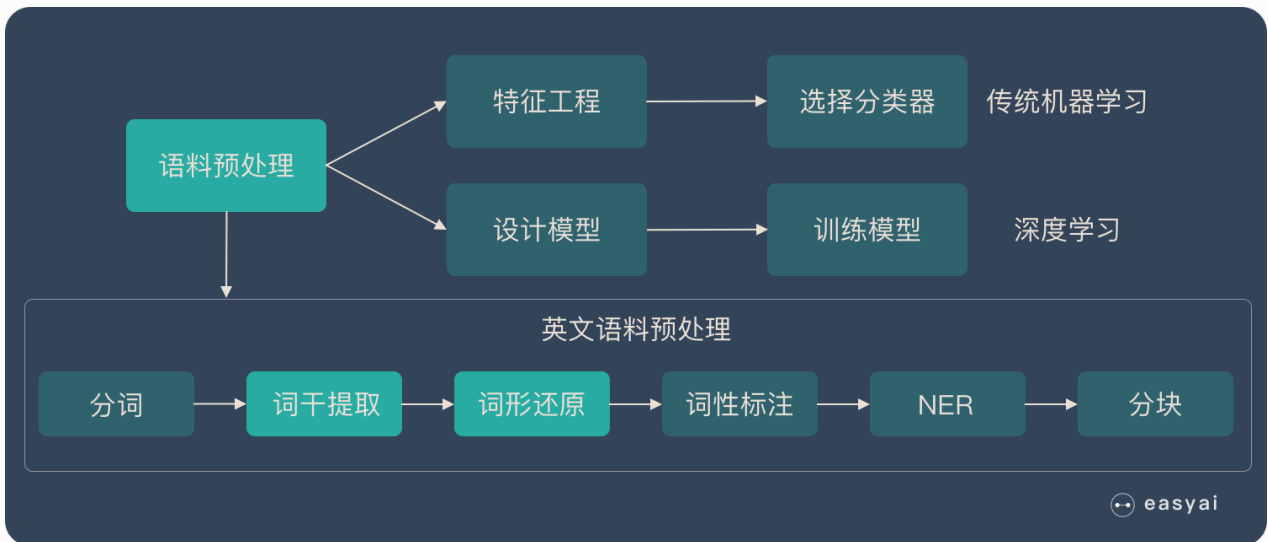 特征工程
选择分类器
传统机器学习
语料预处理
设计模型
训练模型
深度学习
英文语料预处理
分词
词干提取
词形还原
词性标注
NER
分块
easyai